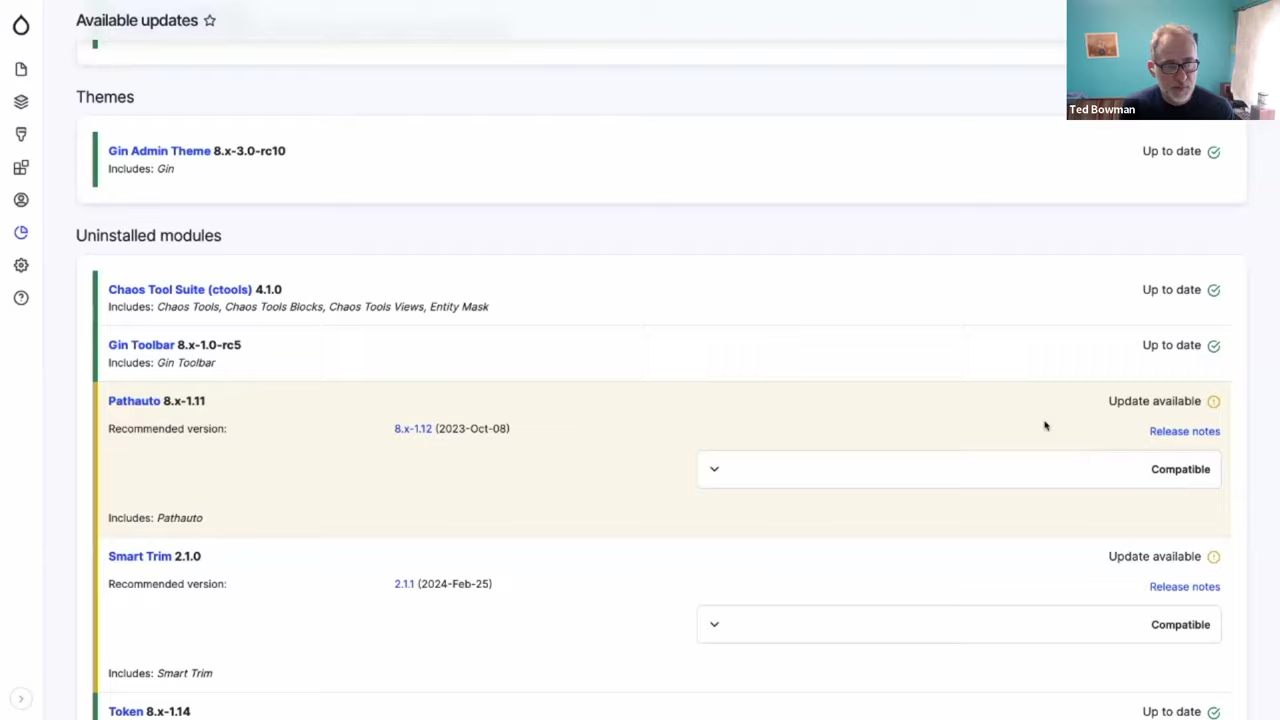 Available updates
Ted Bowman
Themes
Gin Admin Theme 8.x-3.0-rc10
Up to date
Includes: Gin
Uninstalled modules
Chaos Tool Suite (ctools) 4.1.0
Up to date
Includes: Chaos Tools, Chaos Tools Blocks, Chaos Tools Views, Entity Mask
Gin Toolbar 8.x-1.0-rc5
Up to date
Includes: Gin Toolbar
Pathauto 8.x-1.11
Update available
Recommended version:
8.x-1.12 (2023-Oct-08)
Release notes
Compatible
Includes: Pathauto
Smart Trim 2.1.0
Update available
Recommended version:
2.1.1 (2024-Feb-25)
Release notes
Compatible
Includes: Smart Trim
Token 8.x-1.14
Up to date